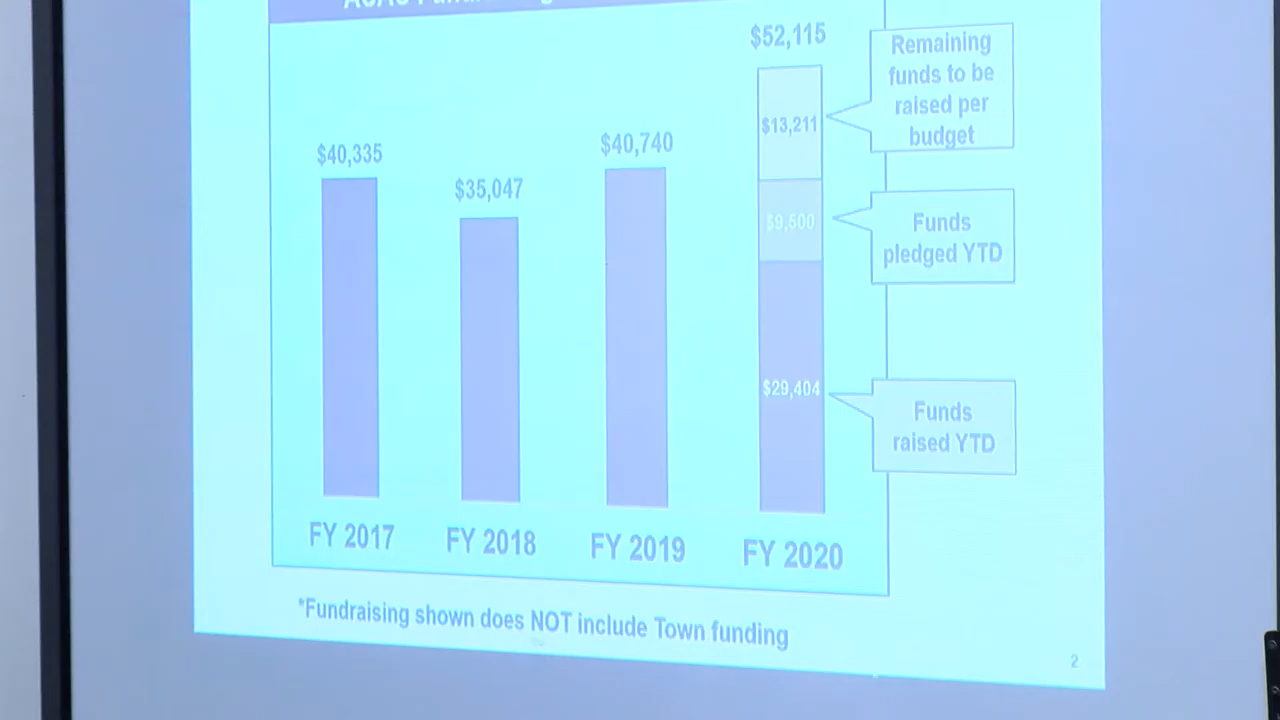 $52,115
Remaining
funds to be
raised per
budget
$13,211
$40,335
$35,047
$40,740
$9,500
Funds
pledged YTD
$29,404
Funds
raised YTD
FY 2017
FY 2018
FY 2019
FY 2020
*Fundraising shown does NOT include Town funding
2